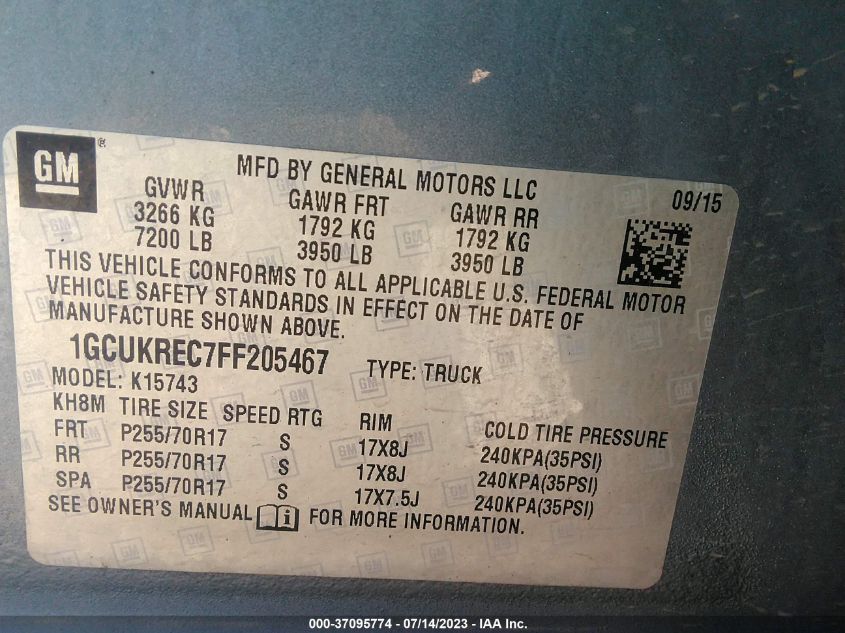 GM ®
MFD BY GENERAL MOTORS LLC
09/15
GVWR GAWR FRT GAWR RR
3266 KG 1792 KG 1792 KG
7200 LB 3950 LB 3950 LB
THIS VEHICLE CONFORMS TO ALL APPLICABLE U.S. FEDERAL MOTOR
VEHICLE SAFETY STANDARDS IN EFFECT ON THE DATE OF
MANUFACTURE SHOWN ABOVE.
1GCUKREC7FF205467 TYPE: TRUCK
MODEL: K15743
KH8M TIRE SIZE SPEED RTG RIM COLD TIRE PRESSURE
FRT P255/70R17 S 17X8J 240KPA(35PSI)
RR P255/70R17 S 17X8J 240KPA(35PSI)
SPA P255/70R17 S 17X7.5J 240KPA(35PSI)
SEE OWNER'S MANUAL FOR MORE INFORMATION.
000-37095774 / 07/14/2023 - © IAA Inc.